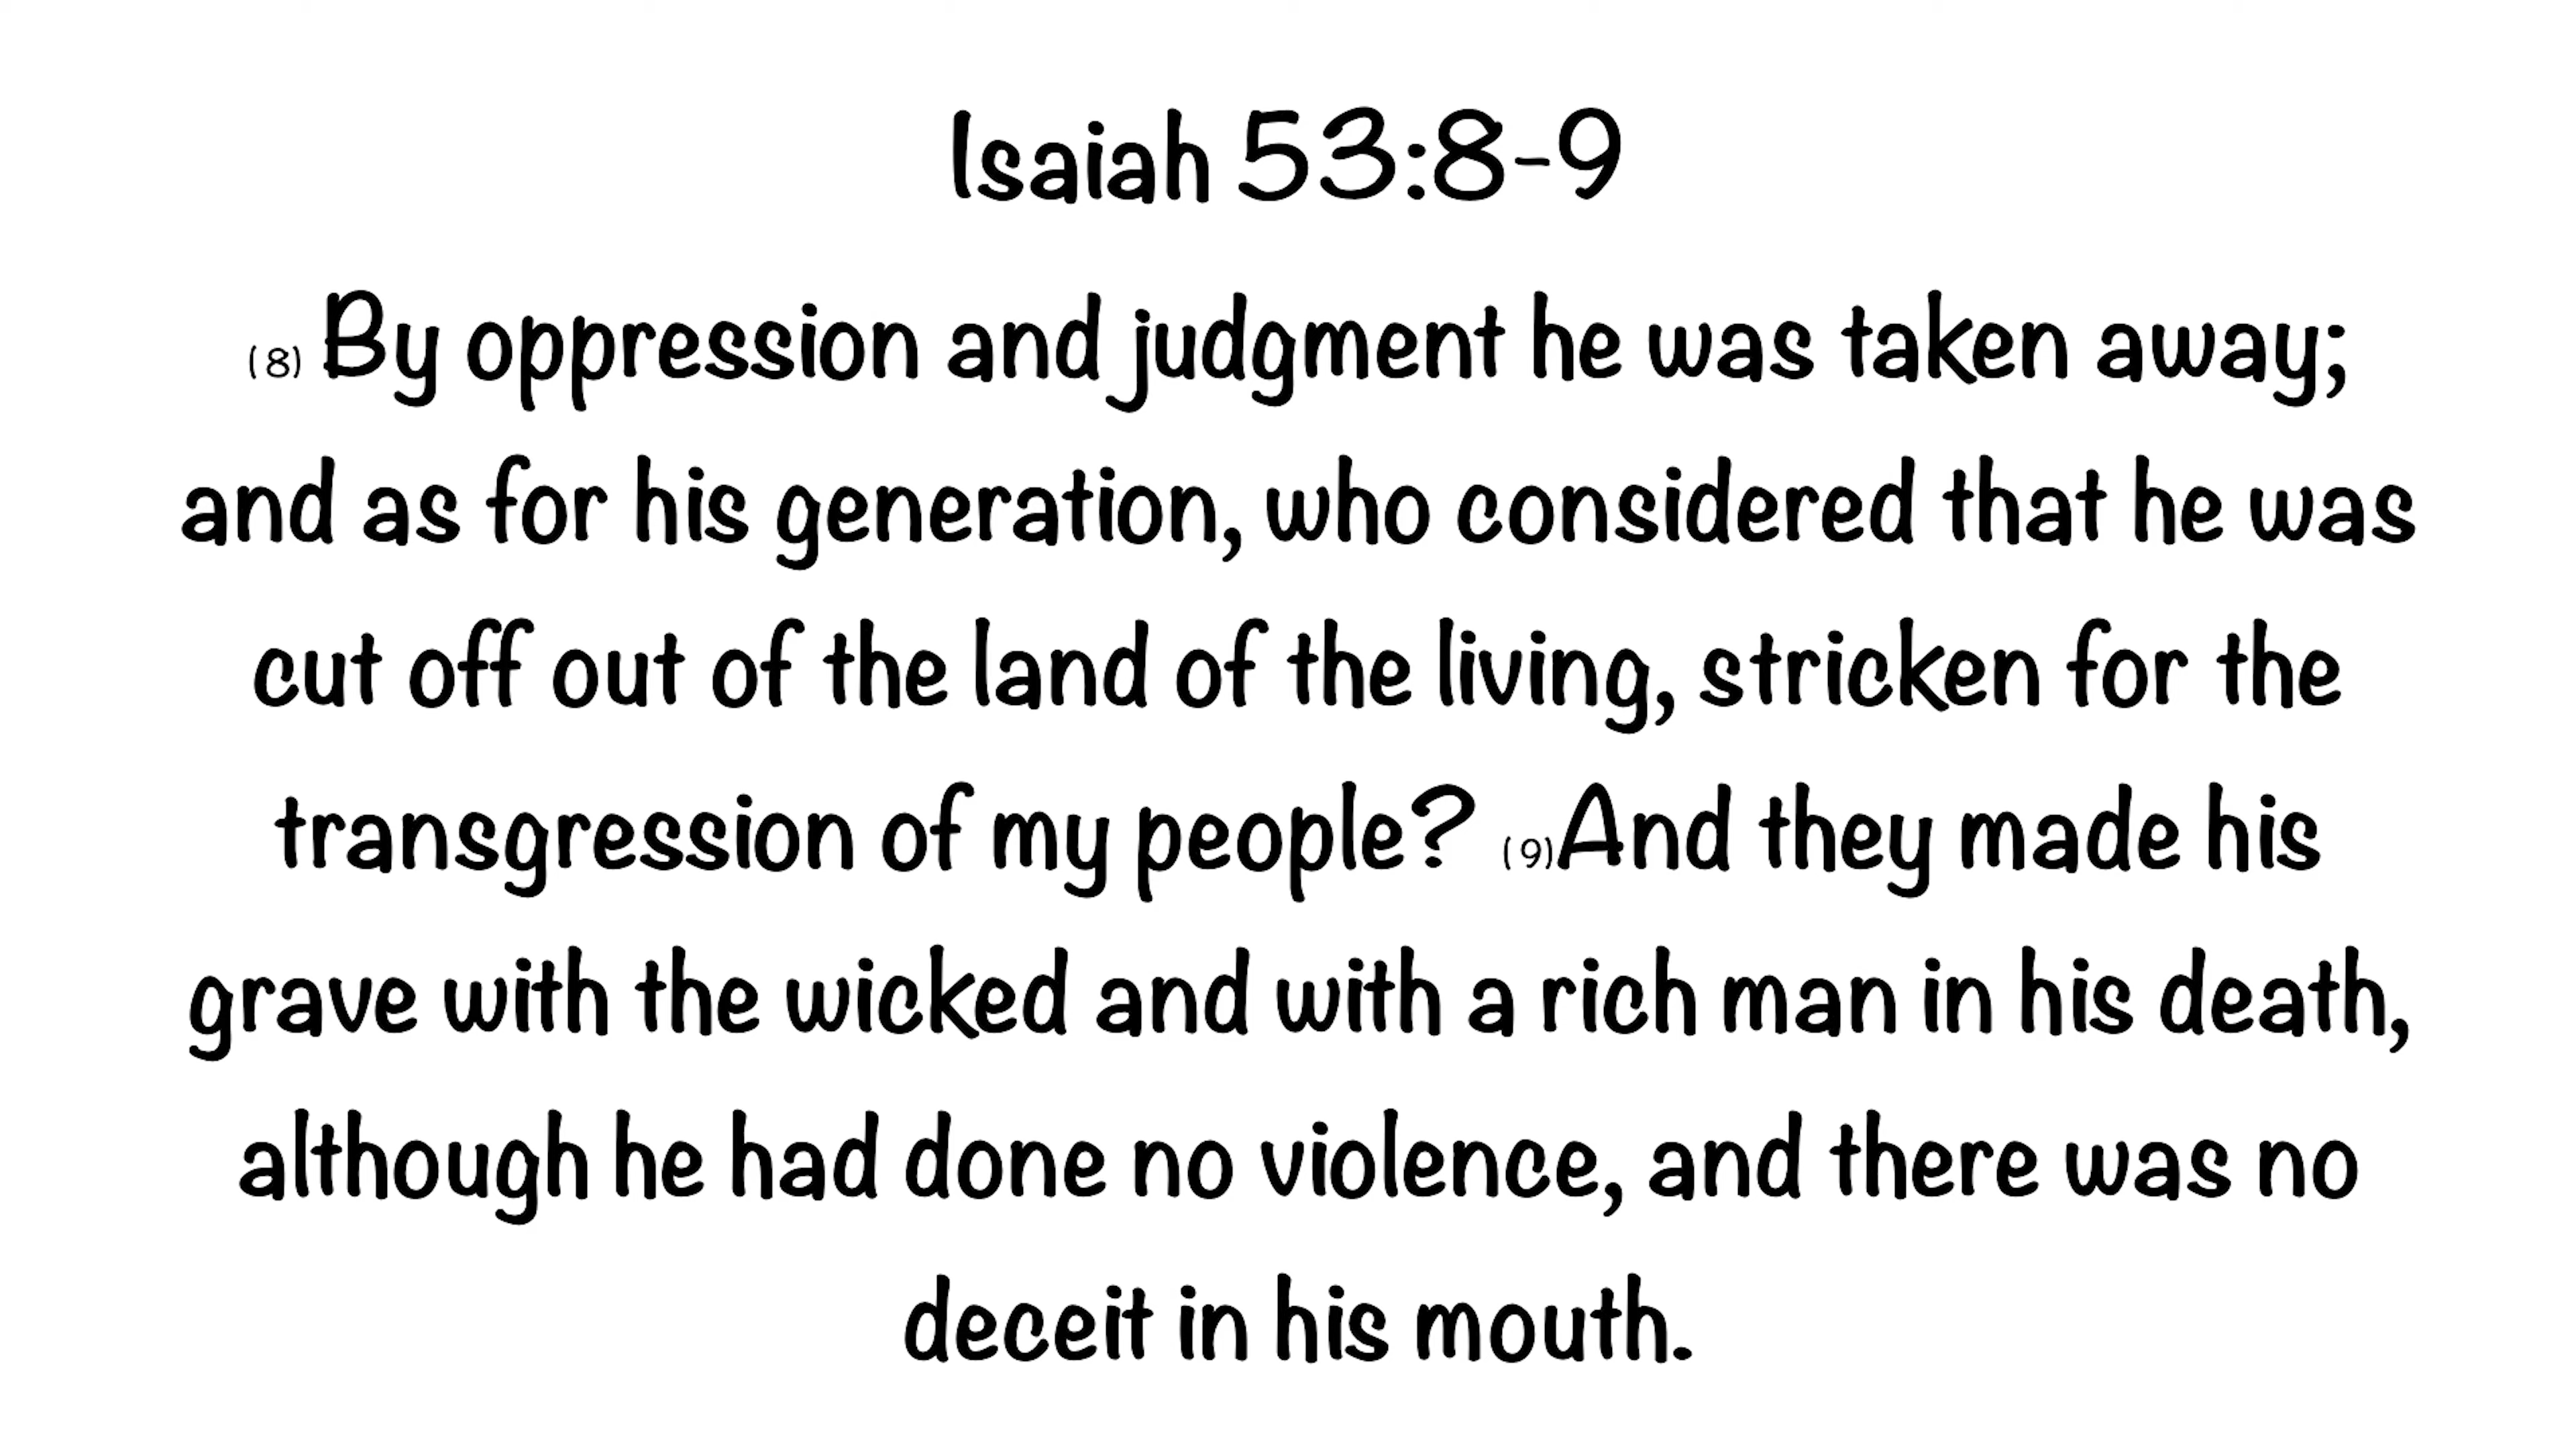 Isaiah 53:8-9
(8) By oppression and judgment he was taken away;
and as for his generation, who considered that he was
cut off out of the land of the living, stricken for the
transgression of my people? (9)And they made his
grave with the wicked and with a rich man in his death,
although he had done no violence, and there was no
deceit in his mouth.